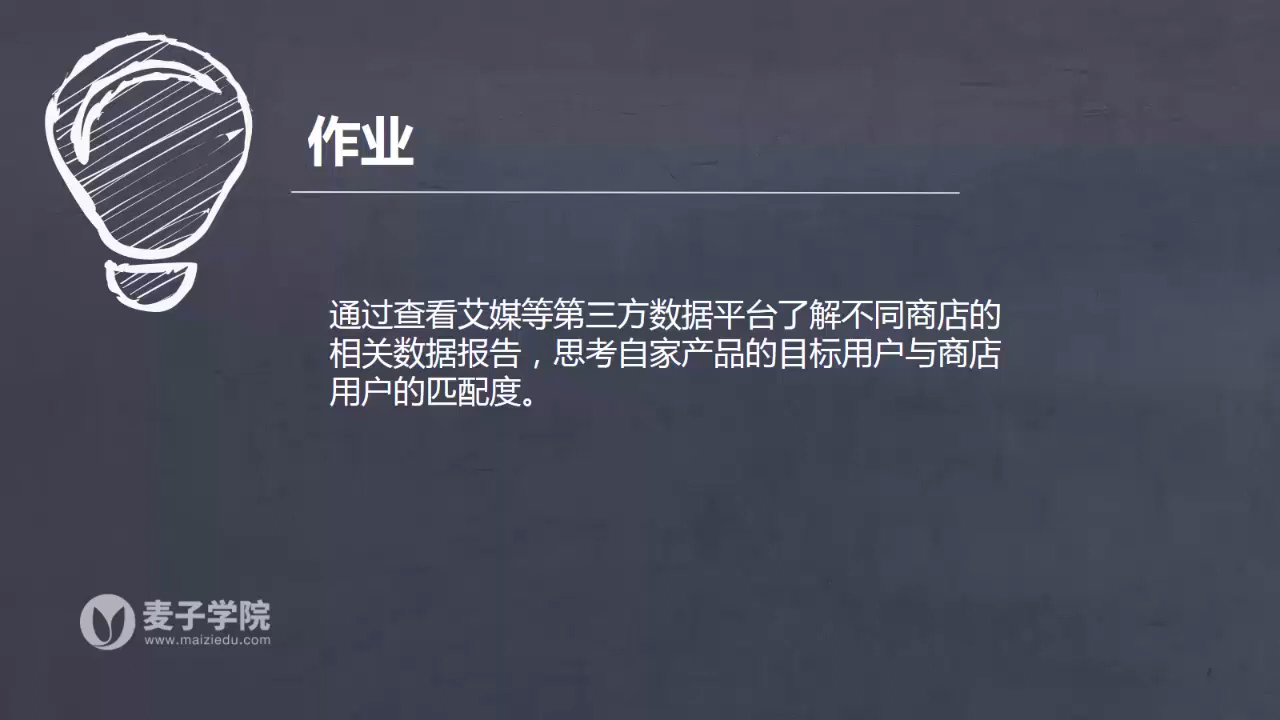 作业
通过查看艾媒等第三方数据平台了解不同商店的
相关数据报告，思考自家产品的目标用户与商店
用户的匹配度。
麦子学院
www.maiziedu.com